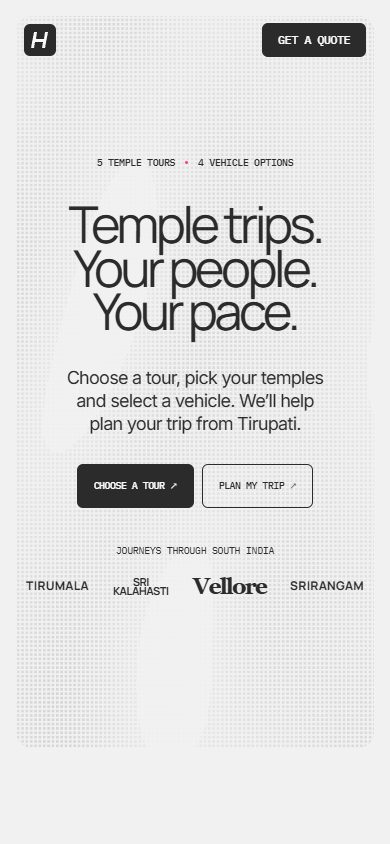 H
GET A QUOTE
5 TEMPLE TOURS • 4 VEHICLE OPTIONS
Temple trips.
Your people.
Your pace.
Choose a tour, pick your temples
and select a vehicle. We’ll help
plan your trip from Tirupati.
CHOOSE A TOUR ↗
PLAN MY TRIP ↗
JOURNEYS THROUGH SOUTH INDIA
TIRUMALA
SRI
KALAHASTI
Vellore
SRIRANGAM